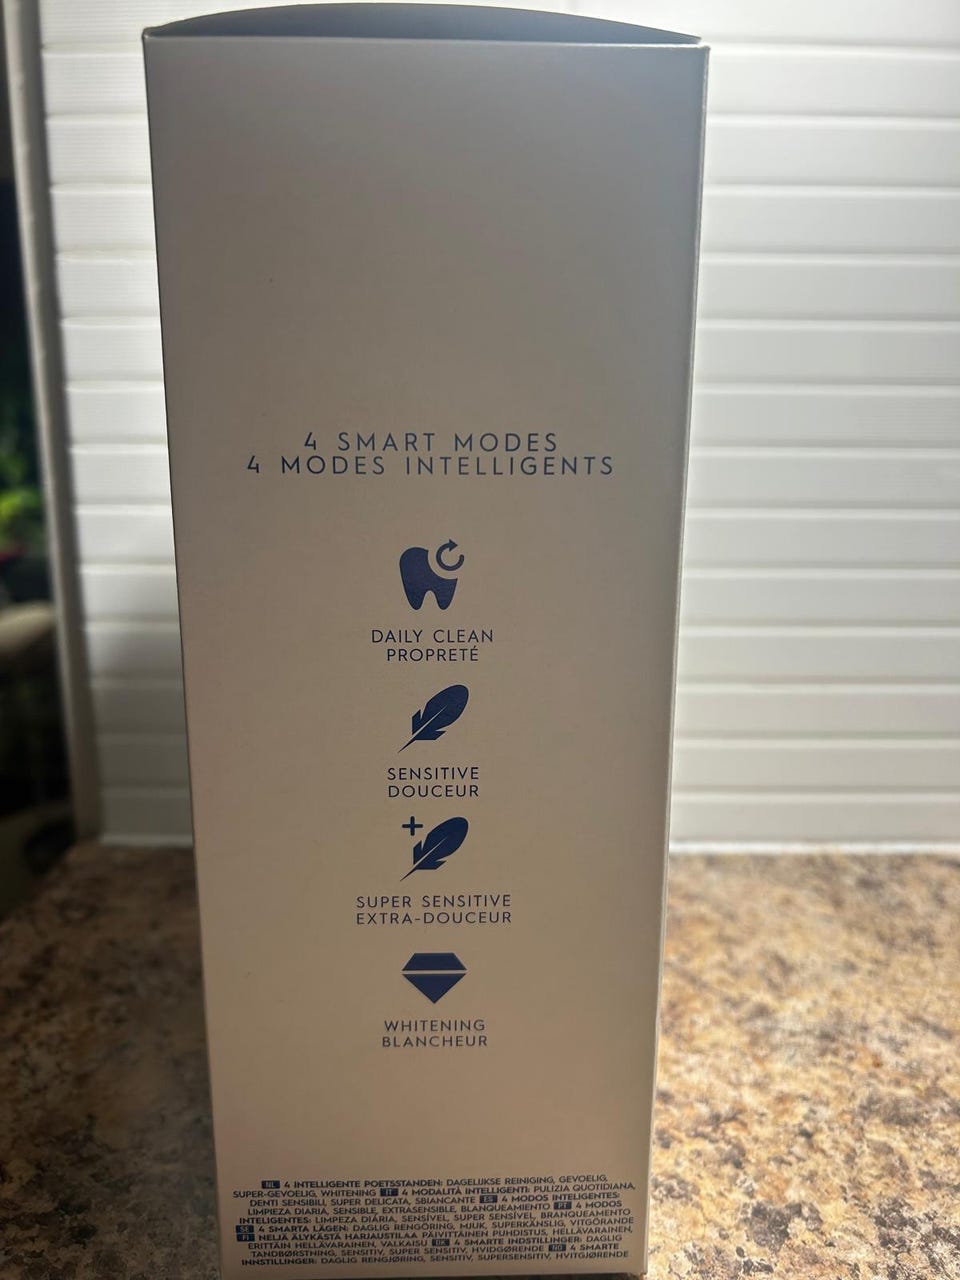 4 SMART MODES
4 MODES INTELLIGENTS
DAILY CLEAN
PROPRETÉ
SENSITIVE
DOUCEUR
SUPER SENSITIVE
EXTRA-DOUCEUR
WHITENING
BLANCHEUR
NL 4 INTELLIGENTE POETSSTANDEN: DAGELIJKSE REINIGING, GEVOELIG,
SUPER-GEVOELIG, WHITENING IT 4 MODALITÀ INTELLIGENTI: PULIZIA QUOTIDIANA,
DENTI SENSIBILI, SUPER DELICATA, SBIANCANTE ES 4 MODOS INTELIGENTES:
LIMPIEZA DIARIA, SENSIBLE, EXTRASENSIBLE, BLANQUEAMIENTO PT 4 MODOS
INTELIGENTES: LIMPEZA DIÁRIA, SENSÍVEL, SUPER SENSÍVEL, BRANQUEAMENTO
SE 4 SMARTA LÄGEN: DAGLIG RENGÖRING, MJUK, SUPERKÄNSLIG, VITGÖRANDE
FI NELJÄ ÄLYKÄSTÄ HARJAUSTILAA PÄIVITTÄINEN PUHDISTUS, HELLÄVARAINEN,
ERITTÄIN HELLÄVARAINEN, VALKAISU DK 4 SMARTE INDSTILLINGER: DAGLIG
TANDBØRSTNING, SENSITIV, SUPER SENSITIV, HVIDGØRENDE NO 4 SMARTE
INNSTILLINGER: DAGLIG RENGJØRING, SENSITIV, SUPERSENSITIV, HVITGJØRENDE